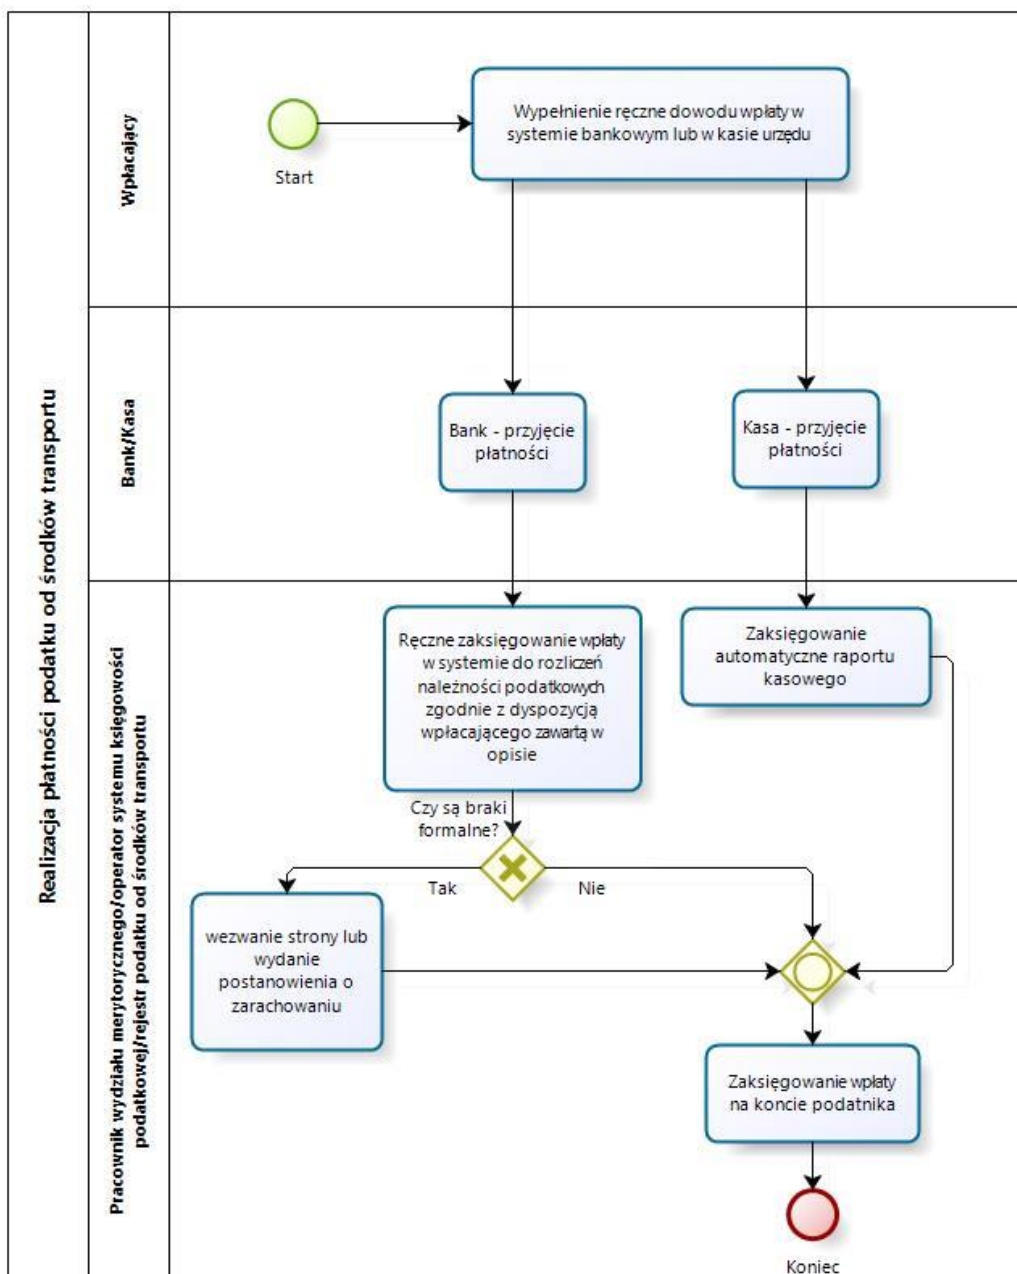 Realizacja płatności podatku od środków transportu
Wpłacający
Start
Wypełnienie ręczne dowodu wpłaty w
systemie bankowym lub w kasie urzędu
Bank/Kasa
Bank - przyjęcie
płatności
Kasa - przyjęcie
płatności
Pracownik wydziału merytorycznego/operator systemu księgowości
podatkowej/rejestr podatku od środków transportu
Ręczne zaksięgowanie wpłaty
w systemie do rozliczeń
należności podatkowych
zgodnie z dyspozycją
wpłacającego zawartą w
opisie
Zaksięgowanie
automatyczne raportu
kasowego
Czy są braki
formalne?
Tak
Nie
wezwanie strony lub
wydanie
postanowienia o
zarachowaniu
Zaksięgowanie wpłaty
na koncie podatnika
Koniec